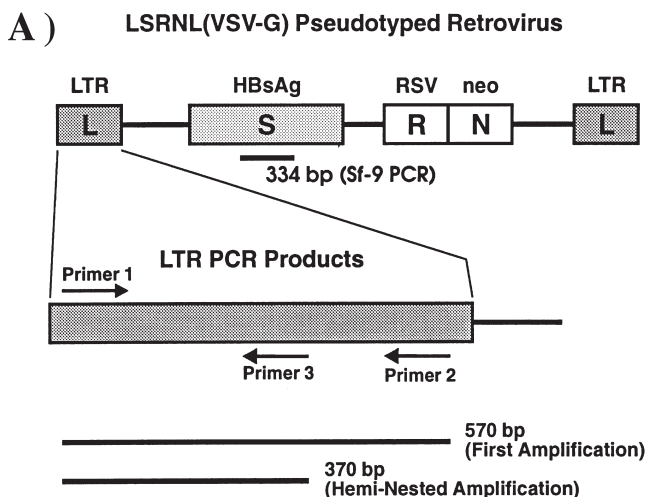 A )
LSRNL(VSV-G) Pseudotyped Retrovirus
LTR HBsAg RSV neo LTR
L S R N L
334 bp (Sf-9 PCR)
LTR PCR Products
Primer 1
Primer 3 Primer 2
570 bp
(First Amplification)
370 bp
(Hemi-Nested Amplification)